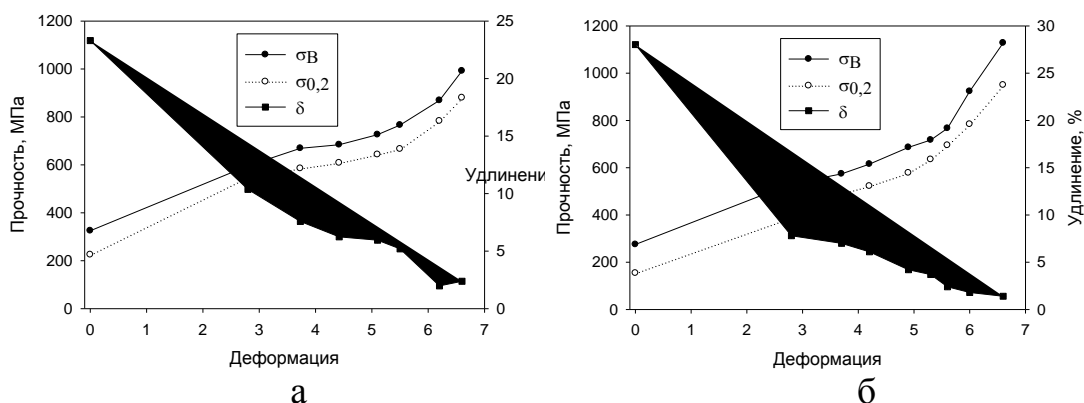 1200
1000
800
600
400
200
0
Прочность, МПа
σB
σ0,2
δ
25
20
15
10
5
0
Удлинени
0 1 2 3 4 5 6 7
Деформация
а
1200
1000
800
600
400
200
0
Прочность, МПа
σB
σ0,2
δ
30
25
20
15
10
5
0
Удлинение, %
0 1 2 3 4 5 6 7
Деформация
б